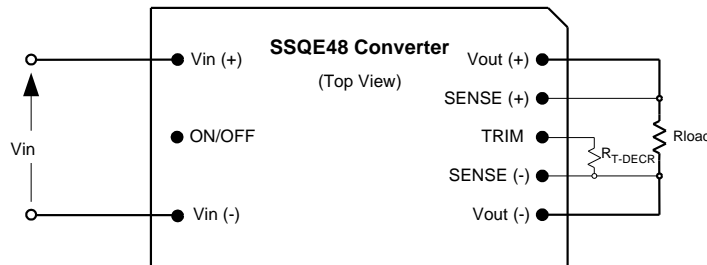 SSQE48 Converter
(Top View)
Vin (+)
Vout (+)
SENSE (+)
Vin
ON/OFF
TRIM
Rload
RT-DECR
SENSE (-)
Vin (-)
Vout (-)